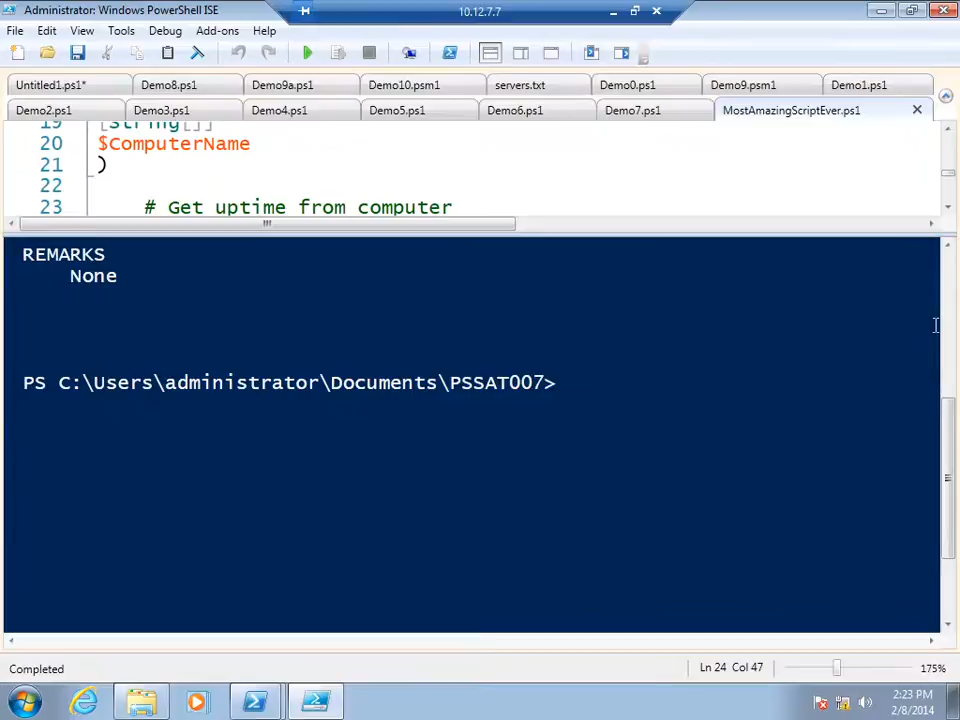 Administrator: Windows PowerShell ISE
10.12.7.7
File Edit View Tools Debug Add-ons Help
Untitled1.ps1* Demo8.ps1 Demo9a.ps1 Demo10.psm1 servers.txt Demo0.ps1 Demo9.psm1 Demo1.ps1
Demo2.ps1 Demo3.ps1 Demo4.ps1 Demo5.ps1 Demo6.ps1 Demo7.ps1 MostAmazingScriptEver.ps1
19 [String[]]
20 $ComputerName
21 )
22
23 # Get uptime from computer
REMARKS
None
PS C:\Users\administrator\Documents\PSSAT007>
Completed Ln 24 Col 47 175%
2:23 PM
2/8/2014